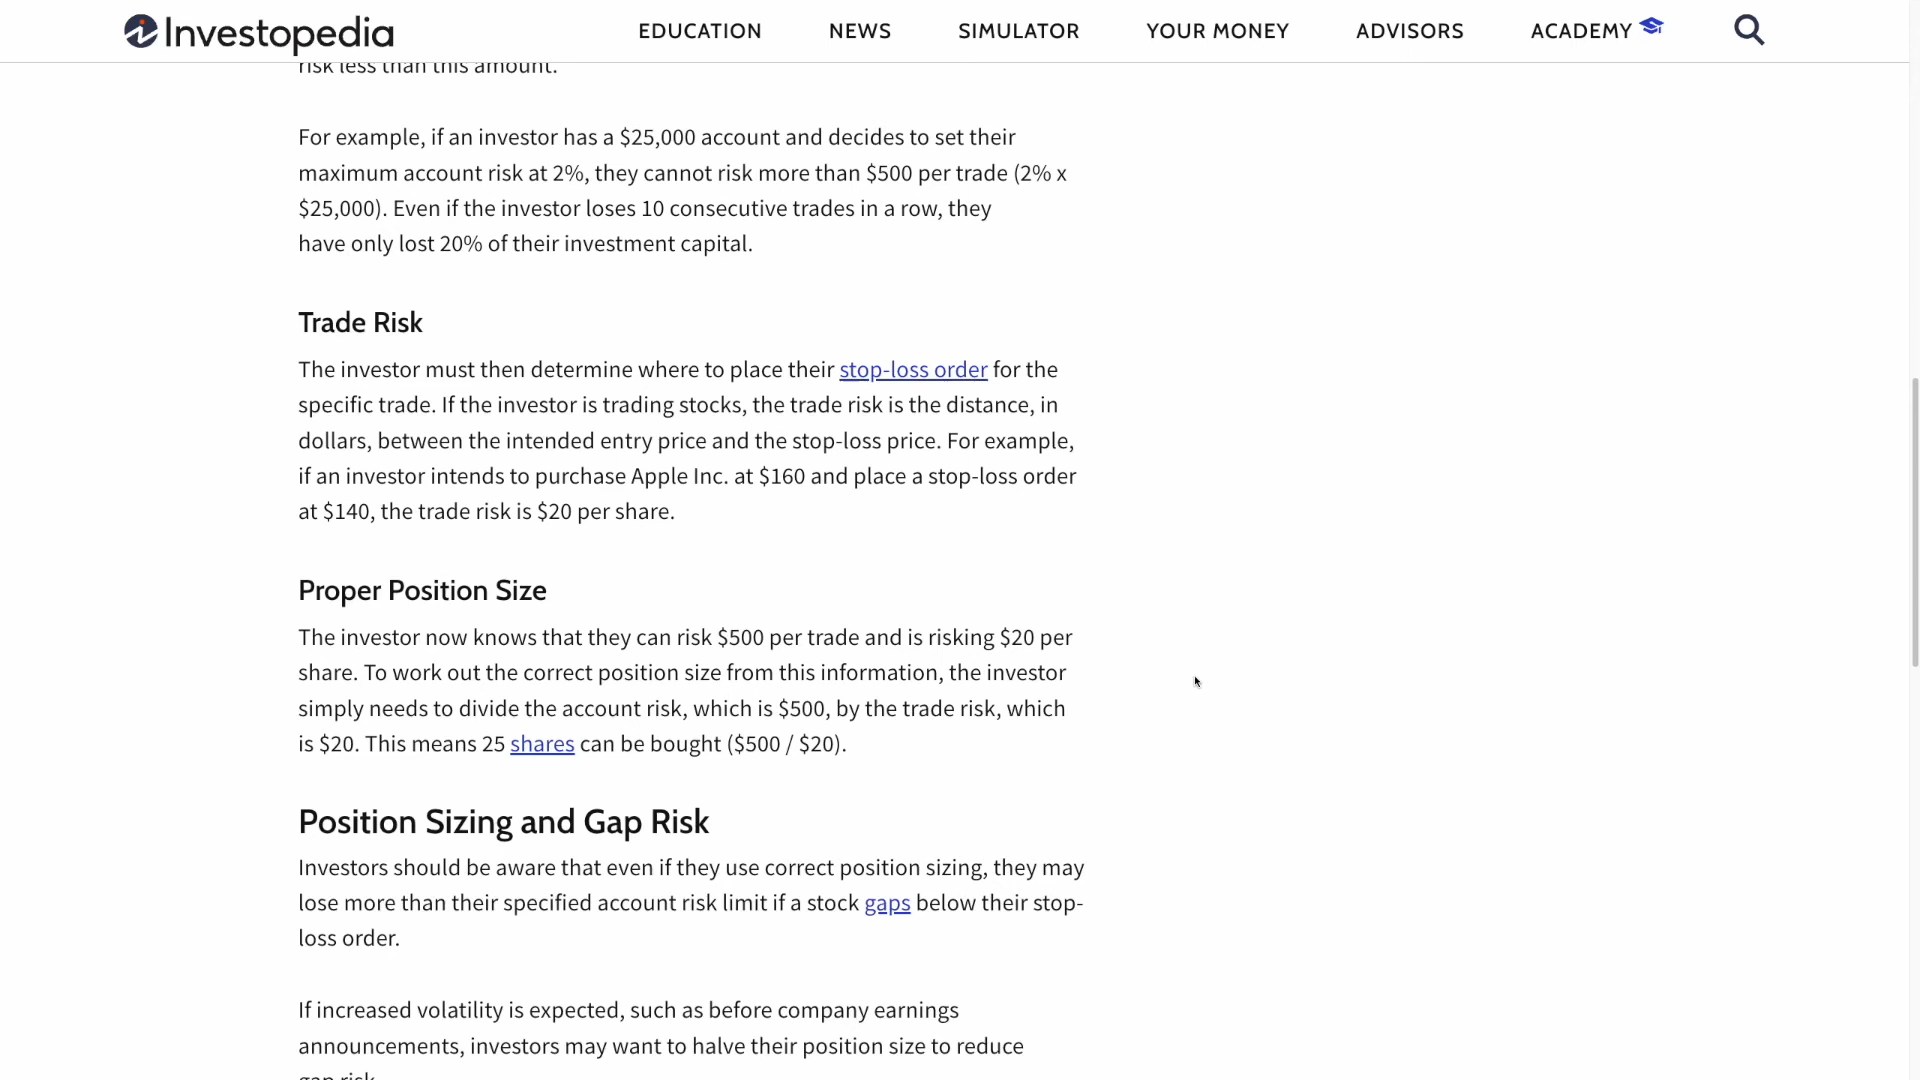 Investopedia
EDUCATION NEWS SIMULATOR YOUR MONEY ADVISORS ACADEMY
risk less than this amount.
For example, if an investor has a $25,000 account and decides to set their
maximum account risk at 2%, they cannot risk more than $500 per trade (2% x
$25,000). Even if the investor loses 10 consecutive trades in a row, they
have only lost 20% of their investment capital.
Trade Risk
The investor must then determine where to place their stop-loss order for the
specific trade. If the investor is trading stocks, the trade risk is the distance, in
dollars, between the intended entry price and the stop-loss price. For example,
if an investor intends to purchase Apple Inc. at $160 and place a stop-loss order
at $140, the trade risk is $20 per share.
Proper Position Size
The investor now knows that they can risk $500 per trade and is risking $20 per
share. To work out the correct position size from this information, the investor
simply needs to divide the account risk, which is $500, by the trade risk, which
is $20. This means 25 shares can be bought ($500 / $20).
Position Sizing and Gap Risk
Investors should be aware that even if they use correct position sizing, they may
lose more than their specified account risk limit if a stock gaps below their stop-
loss order.
If increased volatility is expected, such as before company earnings
announcements, investors may want to halve their position size to reduce
gap risk.